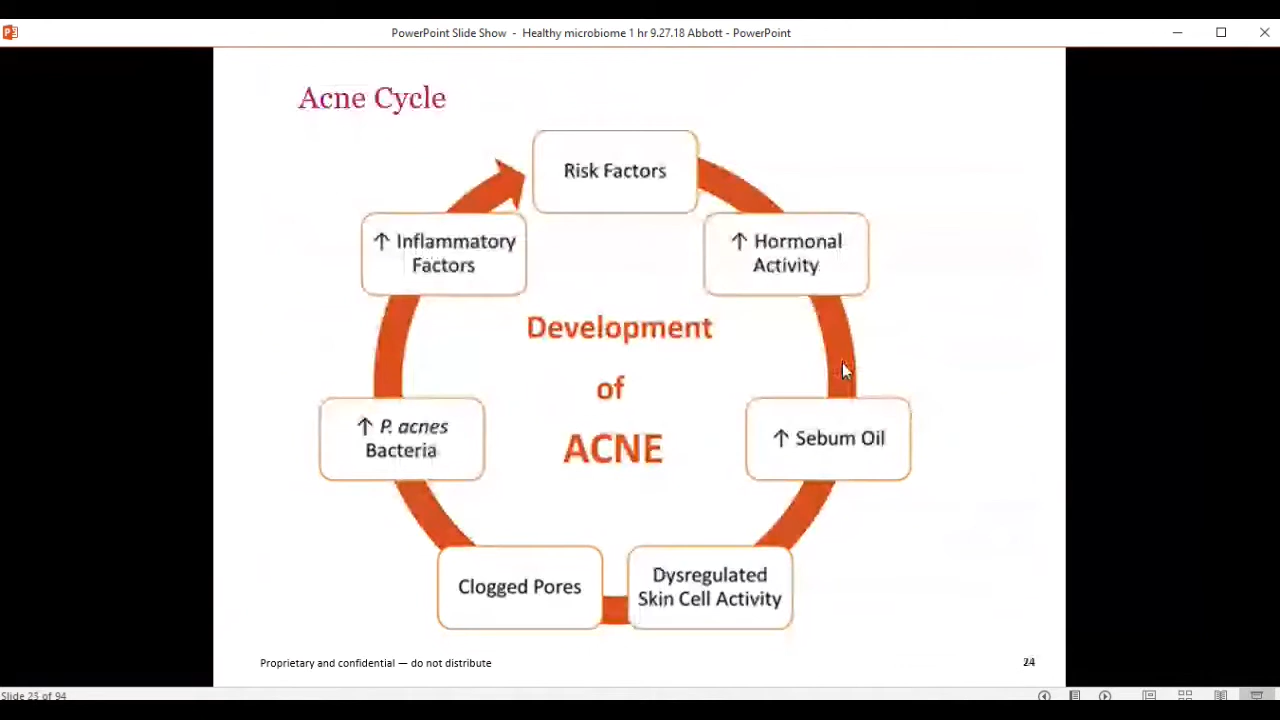 PowerPoint Slide Show - Healthy microbiome 1 hr 9.27.18 Abbott - PowerPoint
Acne Cycle
Risk Factors
↑ Hormonal
Activity
↑ Sebum Oil
Dysregulated
Skin Cell Activity
Clogged Pores
↑ P. acnes
Bacteria
↑ Inflammatory
Factors
Development
of
ACNE
Proprietary and confidential — do not distribute
24
Slide 25 of 94